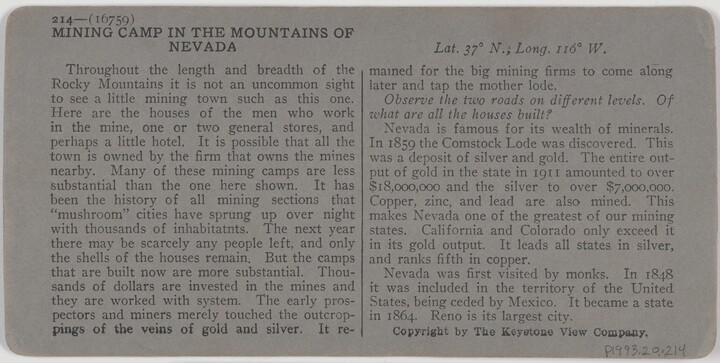 214—(16759)
MINING CAMP IN THE MOUNTAINS OF
NEVADA
Throughout the length and breadth of the
Rocky Mountains it is not an uncommon sight
to see a little mining town such as this one.
Here are the houses of the men who work
in the mine, one or two general stores, and
perhaps a little hotel. It is possible that all the
town is owned by the firm that owns the mines
nearby. Many of these mining camps are less
substantial than the one here shown. It has
been the history of all mining sections that
"mushroom" cities have sprung up over night
with thousands of inhabitatnts. The next year
there may be scarcely any people left, and only
the shells of the houses remain. But the camps
that are built now are more substantial. Thou-
sands of dollars are invested in the mines and
they are worked with system. The early pros-
pectors and miners merely touched the outcrop-
pings of the veins of gold and silver. It re-
Lat. 37° N.; Long. 116° W.
mained for the big mining firms to come along
later and tap the mother lode.
Observe the two roads on different levels. Of
what are all the houses built?
Nevada is famous for its wealth of minerals.
In 1859 the Comstock Lode was discovered. This
was a deposit of silver and gold. The entire out-
put of gold in the state in 1911 amounted to over
$18,000,000 and the silver to over $7,000,000.
Copper, zinc, and lead are also mined. This
makes Nevada one of the greatest of our mining
states. California and Colorado only exceed it
in its gold output. It leads all states in silver,
and ranks fifth in copper.
Nevada was first visited by monks. In 1848
it was included in the territory of the United
States, being ceded by Mexico. It became a state
in 1864. Reno is its largest city.
Copyright by The Keystone View Company.
P1993.20.214